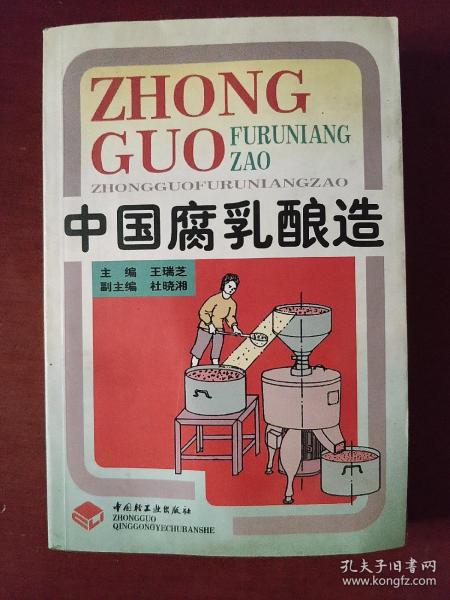 ZHONG
GUO FURUNIANG
ZAO
ZHONGGUOFURUNIANGZAO
中国腐乳酿造
主 编 王瑞芝
副主编 杜晓湘
中国轻工业出版社
ZHONGGUO
QINGGONGYECHUBANSHE
孔夫子旧书网
www.kongfz.com